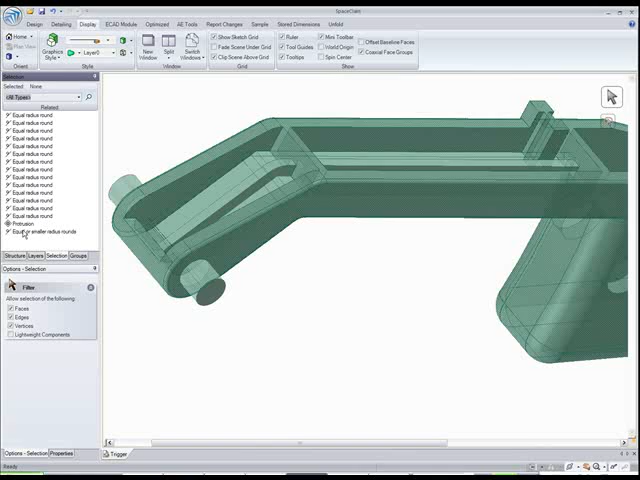 SpaceClaim
Design Detailing Display ECAD Module Optimized AE Tools Report Changes Sample Stored Dimensions Unfold
Home
Plan View
Orient
Graphics Style
Layer0
Style
New Window
Split
Switch Windows
Window
Show Sketch Grid
Fade Scene Under Grid
Clip Scene Above Grid
Grid
Ruler
Tool Guides
Tooltips
Mini Toolbar
World Origin
Spin Center
Offset Baseline Faces
Coaxial Face Groups
Show
Selection
Selected: None
<All Types>
Related
Equal radius round
Equal radius round
Equal radius round
Equal radius round
Equal radius round
Equal radius round
Equal radius round
Equal radius round
Equal radius round
Equal radius round
Equal radius round
Equal radius round
Equal radius round
Equal radius round
Protrusion
Equal or smaller radius rounds
Structure Layers Selection Groups
Options - Selection
Filter
Allow selection of the following
Faces
Edges
Vertices
Lightweight Components
Options - Selection Properties
Trigger
Ready